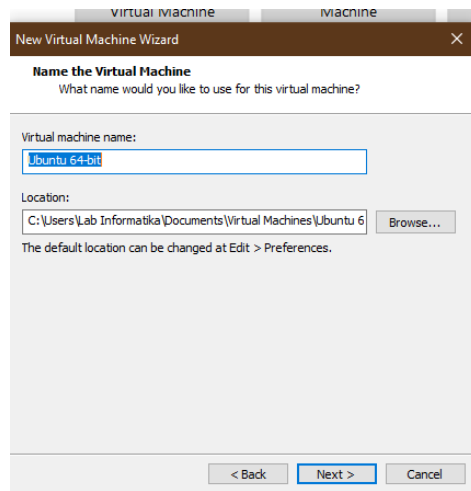 Virtual Machine
Machine
New Virtual Machine Wizard
Name the Virtual Machine
What name would you like to use for this virtual machine?
Virtual machine name:
Ubuntu 64-bit
Location:
C:\Users\Lab Informatika\Documents\Virtual Machines\Ubuntu 6
Browse...
The default location can be changed at Edit > Preferences.
< Back
Next >
Cancel